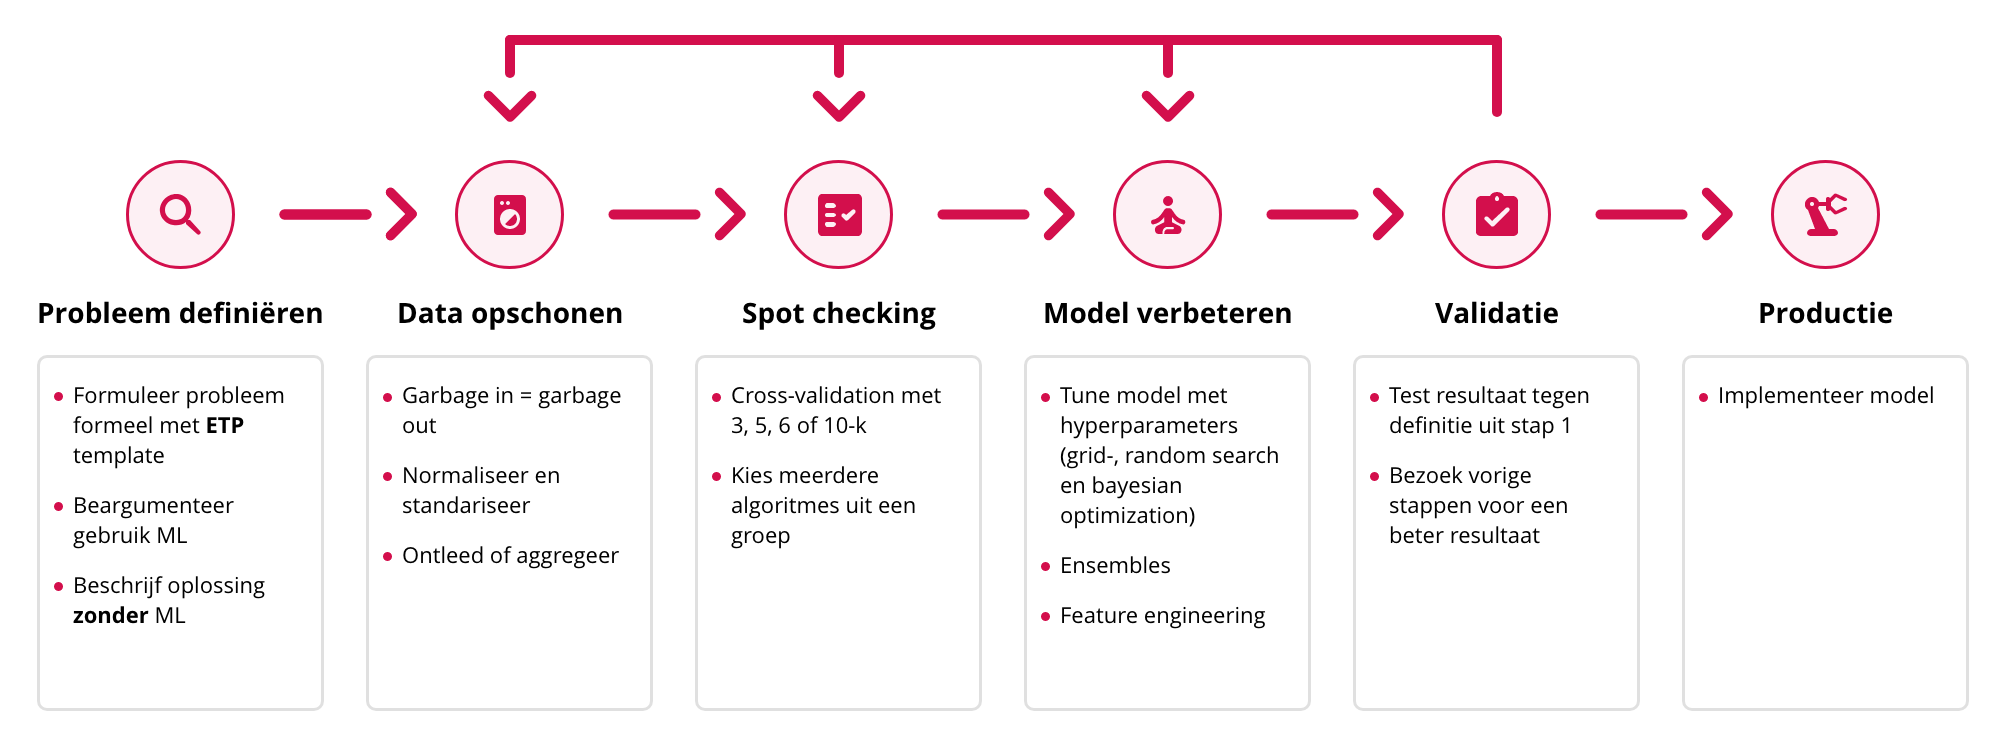 Probleem definiëren
Formuleer probleem
formeel met ETP
template
Beargumenteer
gebruik ML
Beschrijf oplossing
zonder ML
Data opschonen
Garbage in = garbage
out
Normaliseer en
standariseer
Ontleed of aggregeer
Spot checking
Cross-validation met
3, 5, 6 of 10-k
Kies meerdere
algoritmes uit een
groep
Model verbeteren
Tune model met
hyperparameters
(grid-, random search
en bayesian
optimization)
Ensembles
Feature engineering
Validatie
Test resultaat tegen
definitie uit stap 1
Bezoek vorige
stappen voor een
beter resultaat
Productie
Implementeer model